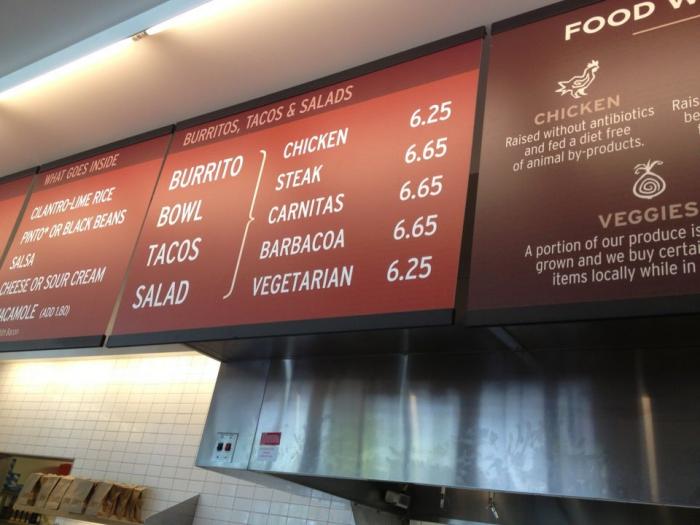 WHAT GOES INSIDE
CILANTRO-LIME RICE
PINTO* OR BLACK BEANS
SALSA
CHEESE OR SOUR CREAM
ACAMOLE (ADD 1.80)
Bacon
BURRITOS, TACOS & SALADS
BURRITO
BOWL
TACOS
SALAD
CHICKEN 6.25
STEAK 6.65
CARNITAS 6.65
BARBACOA 6.65
VEGETARIAN 6.25
FOOD W
CHICKEN
Raised without antibiotics
and fed a diet free
of animal by-products.
Rais
be
VEGGIES
A portion of our produce is
grown and we buy certai
items locally while in